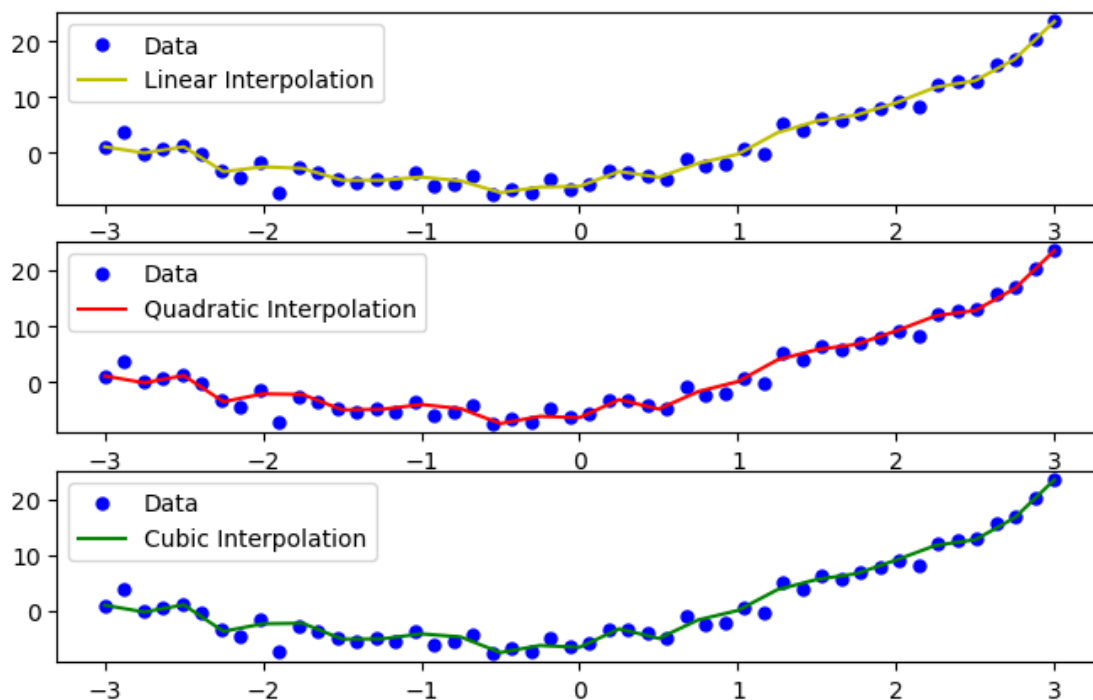 20
10
0
Data
Linear Interpolation
−3 −2 −1 0 1 2 3
20
10
0
Data
Quadratic Interpolation
−3 −2 −1 0 1 2 3
20
10
0
Data
Cubic Interpolation
−3 −2 −1 0 1 2 3